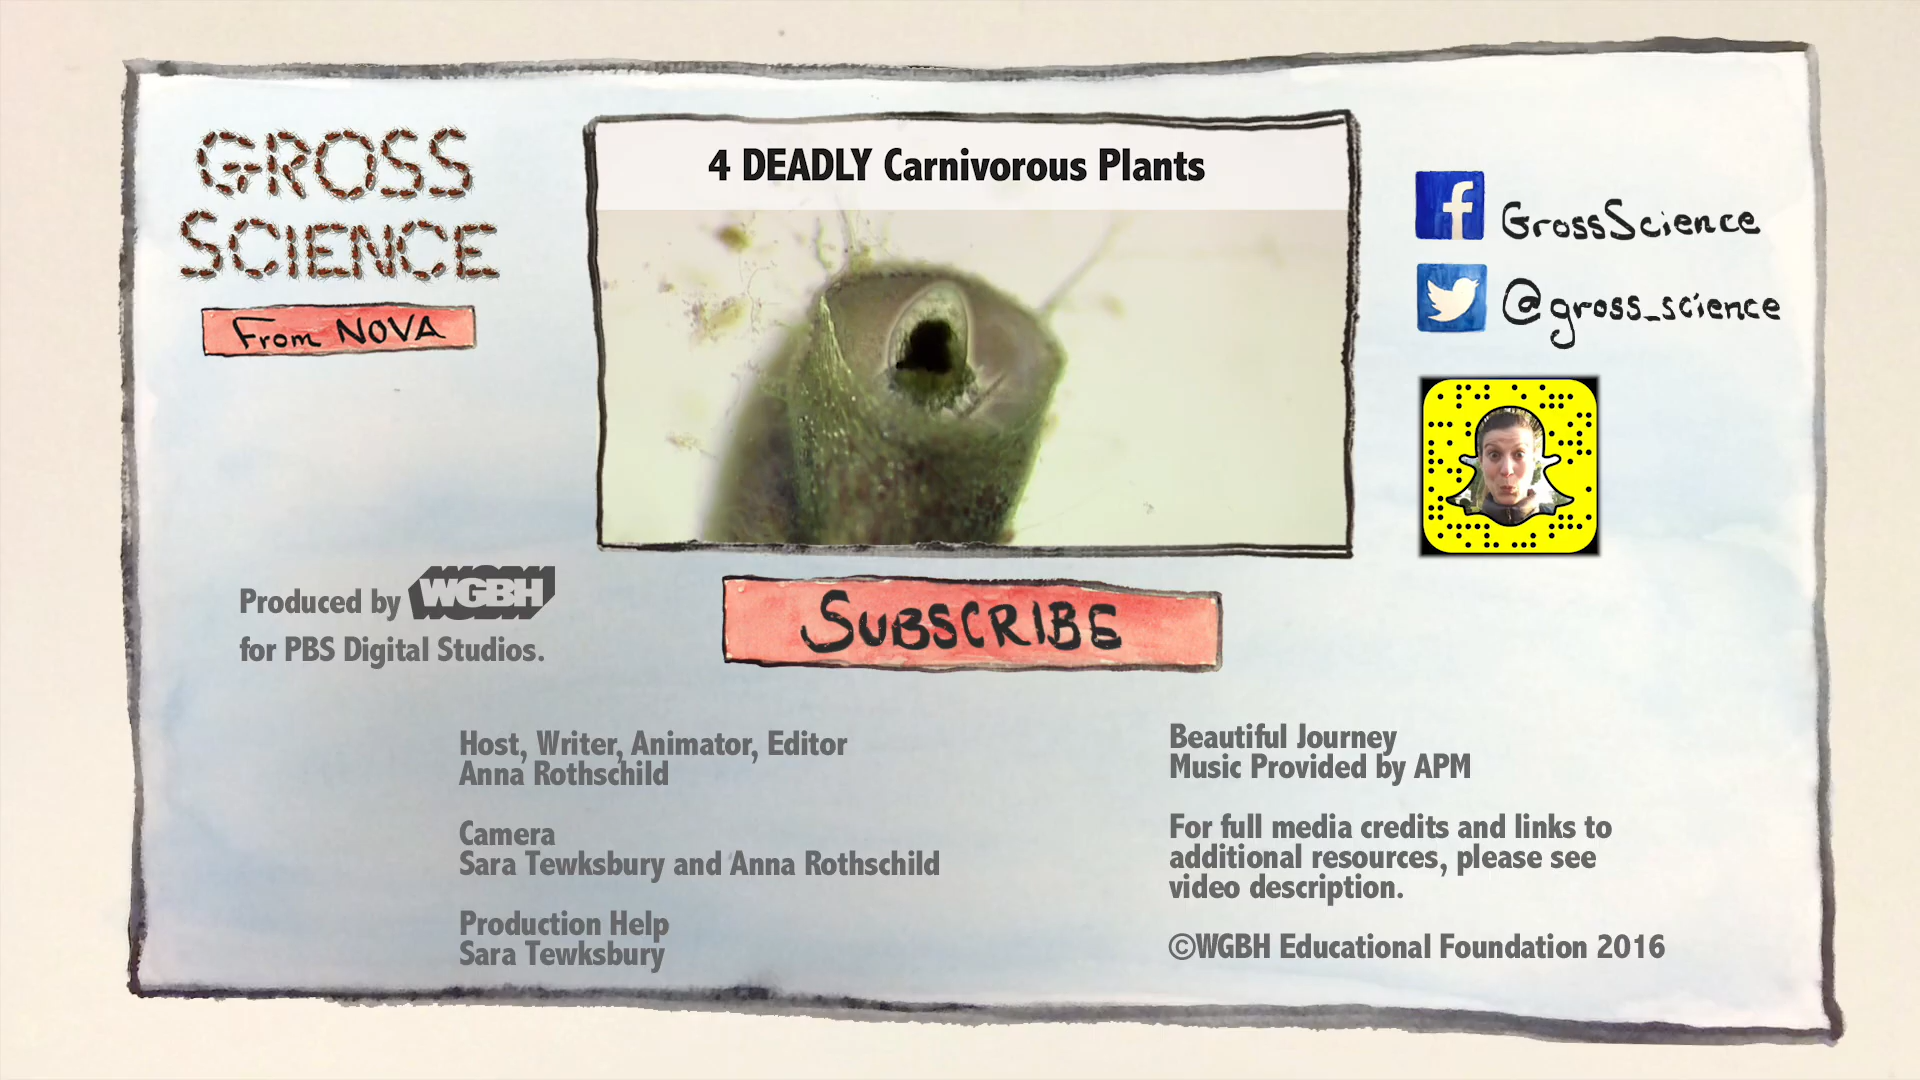 GROSS
SCIENCE
From NOVA
4 DEADLY Carnivorous Plants
GrossScience
@gross_science
Produced by WGBH
for PBS Digital Studios.
SUBSCRIBE
Host, Writer, Animator, Editor
Anna Rothschild
Camera
Sara Tewksbury and Anna Rothschild
Production Help
Sara Tewksbury
Beautiful Journey
Music Provided by APM
For full media credits and links to
additional resources, please see
video description.
©WGBH Educational Foundation 2016